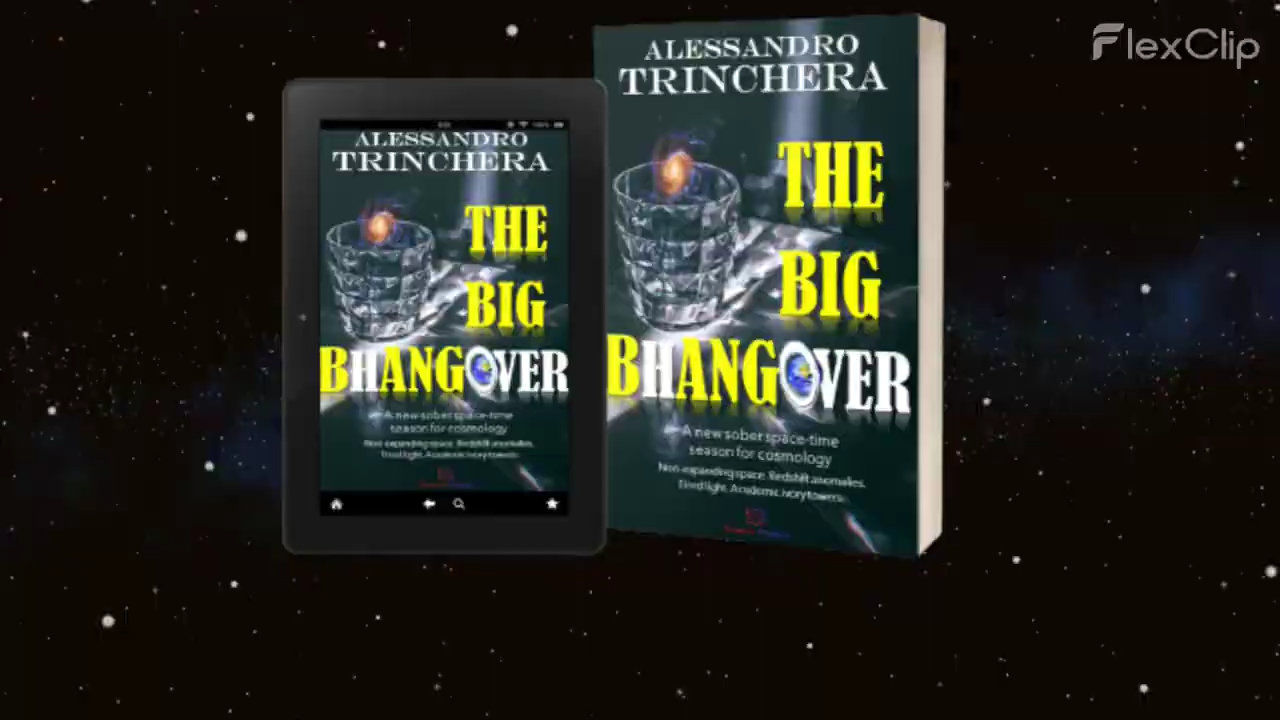 FlexClip
ALESSANDRO
TRINCHERA
THE
BIG
BHANGOVER
A new sober space-time
season for cosmology
Non-expanding space. Redshift anomalies.
Tired light. Academic ivory towers.
ALESSANDRO
TRINCHERA
THE
BIG
BHANGOVER
A new sober space-time
season for cosmology
Non-expanding space. Redshift anomalies.
Tired light. Academic ivory towers.